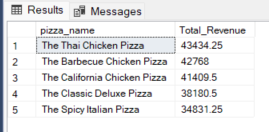 Results Messages
pizza_name Total_Revenue
1 The Thai Chicken Pizza 43434.25
2 The Barbecue Chicken Pizza 42768
3 The California Chicken Pizza 41409.5
4 The Classic Deluxe Pizza 38180.5
5 The Spicy Italian Pizza 34831.25